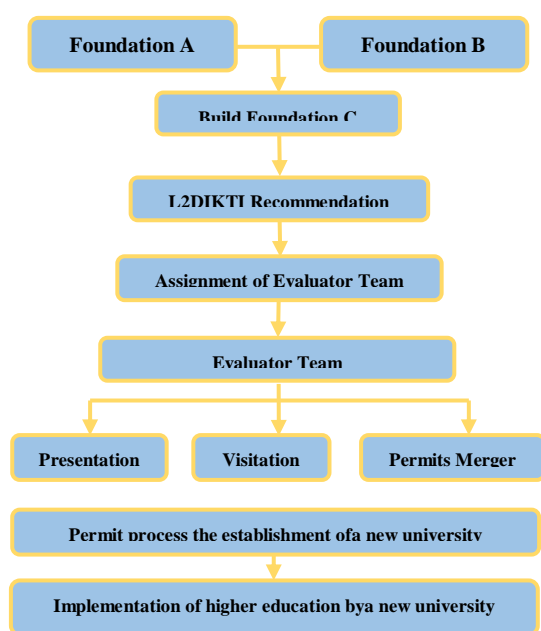 Foundation A
Foundation B
Build Foundation C
L2DIKTI Recommendation
Assignment of Evaluator Team
Evaluator Team
Presentation
Visitation
Permits Merger
Permit process the establishment ofa new university
Implementation of higher education bya new university